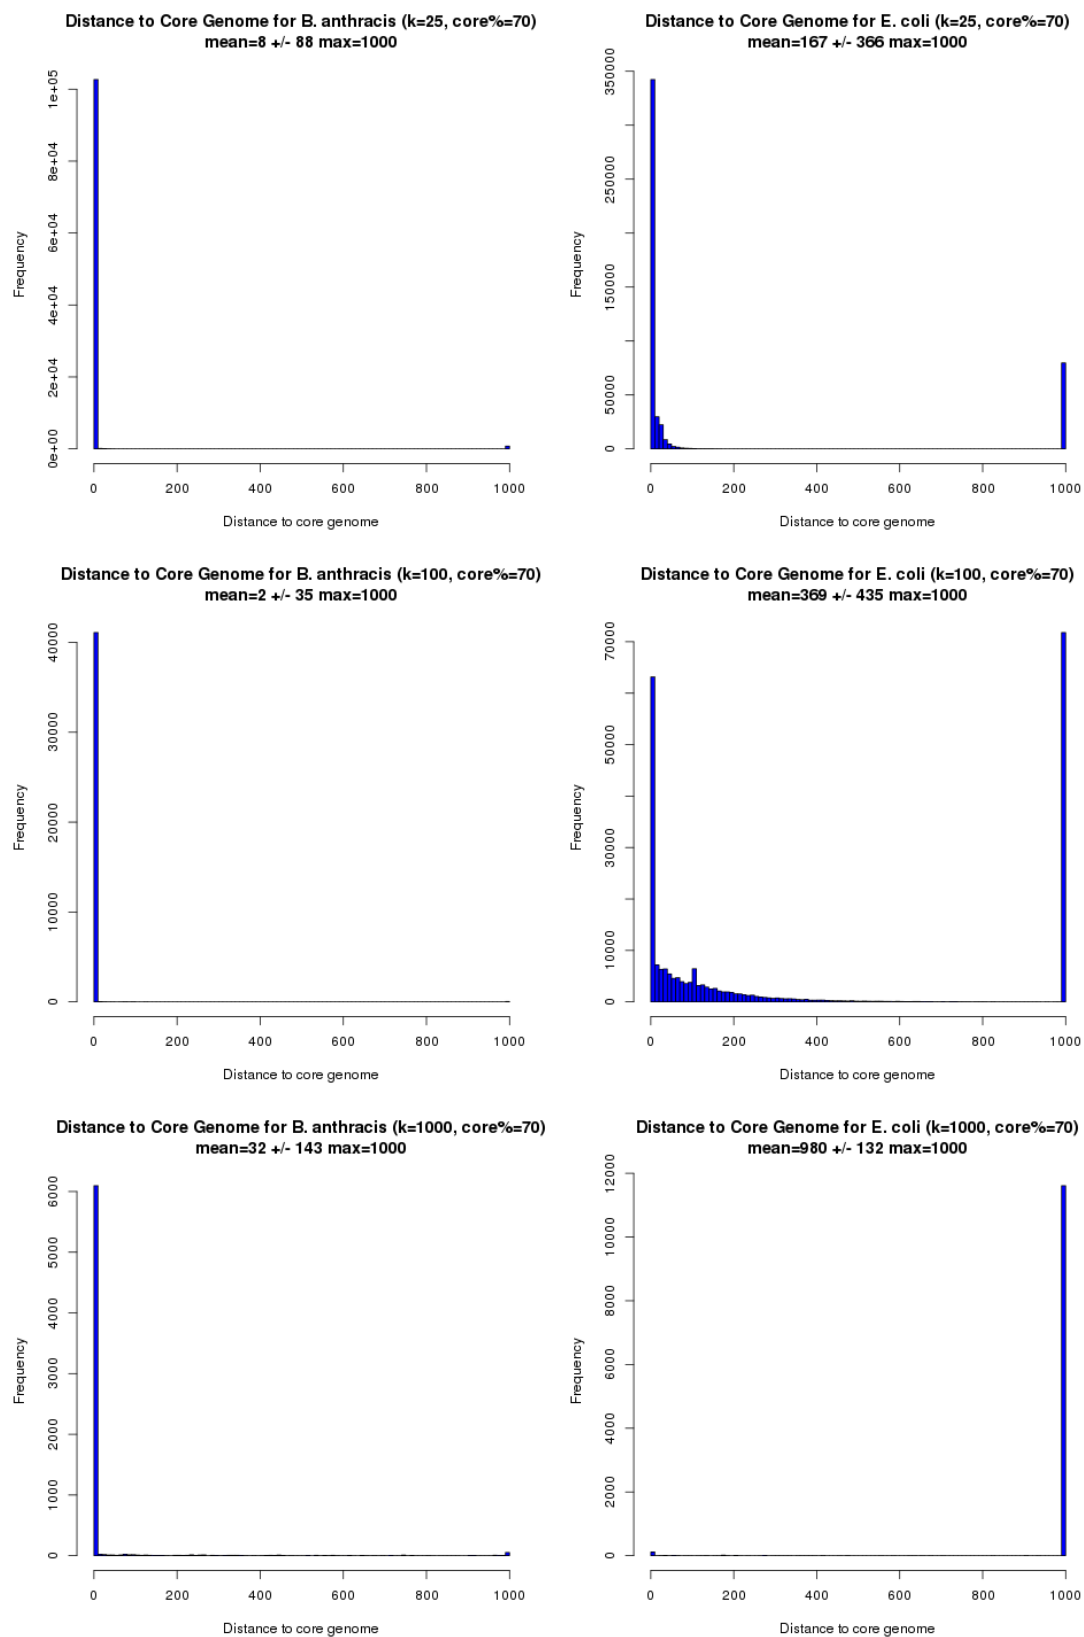 Distance to Core Genome for B. anthracis (k=25, core%=70)
mean=8 +/- 88 max=1000
1e+05
8e+04
6e+04
4e+04
2e+04
0e+00
Frequency
0 200 400 600 800 1000
Distance to core genome
Distance to Core Genome for E. coli (k=25, core%=70)
mean=167 +/- 366 max=1000
350000
250000
150000
50000
0
Frequency
0 200 400 600 800 1000
Distance to core genome
Distance to Core Genome for B. anthracis (k=100, core%=70)
mean=2 +/- 35 max=1000
40000
30000
20000
10000
0
Frequency
0 200 400 600 800 1000
Distance to core genome
Distance to Core Genome for E. coli (k=100, core%=70)
mean=369 +/- 435 max=1000
70000
50000
30000
10000
0
Frequency
0 200 400 600 800 1000
Distance to core genome
Distance to Core Genome for B. anthracis (k=1000, core%=70)
mean=32 +/- 143 max=1000
6000
5000
4000
3000
2000
1000
0
Frequency
0 200 400 600 800 1000
Distance to core genome
Distance to Core Genome for E. coli (k=1000, core%=70)
mean=980 +/- 132 max=1000
12000
10000
8000
6000
4000
2000
0
Frequency
0 200 400 600 800 1000
Distance to core genome